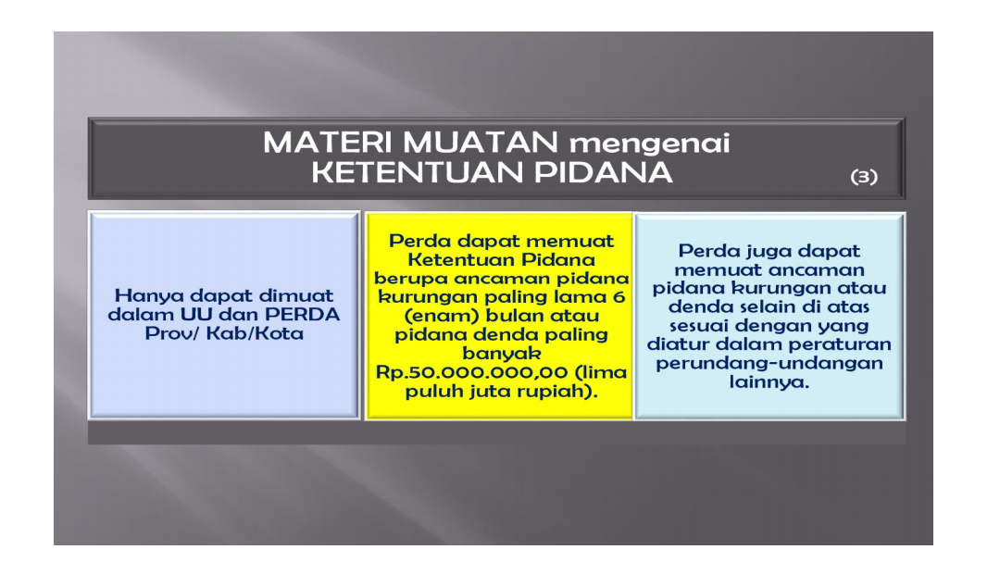 MATERI MUATAN mengenai
KETENTUAN PIDANA (3)
Hanya dapat dimuat
dalam UU dan PERDA
Prov/ Kab/Kota
Perda dapat memuat
Ketentuan Pidana
berupa ancaman pidana
kurungan paling lama 6
(enam) bulan atau
pidana denda paling
banyak
Rp.50.000.000,00 (lima
puluh juta rupiah).
Perda juga dapat
memuat ancaman
pidana kurungan atau
denda selain di atas
sesuai dengan yang
diatur dalam peraturan
perundang-undangan
lainnya.